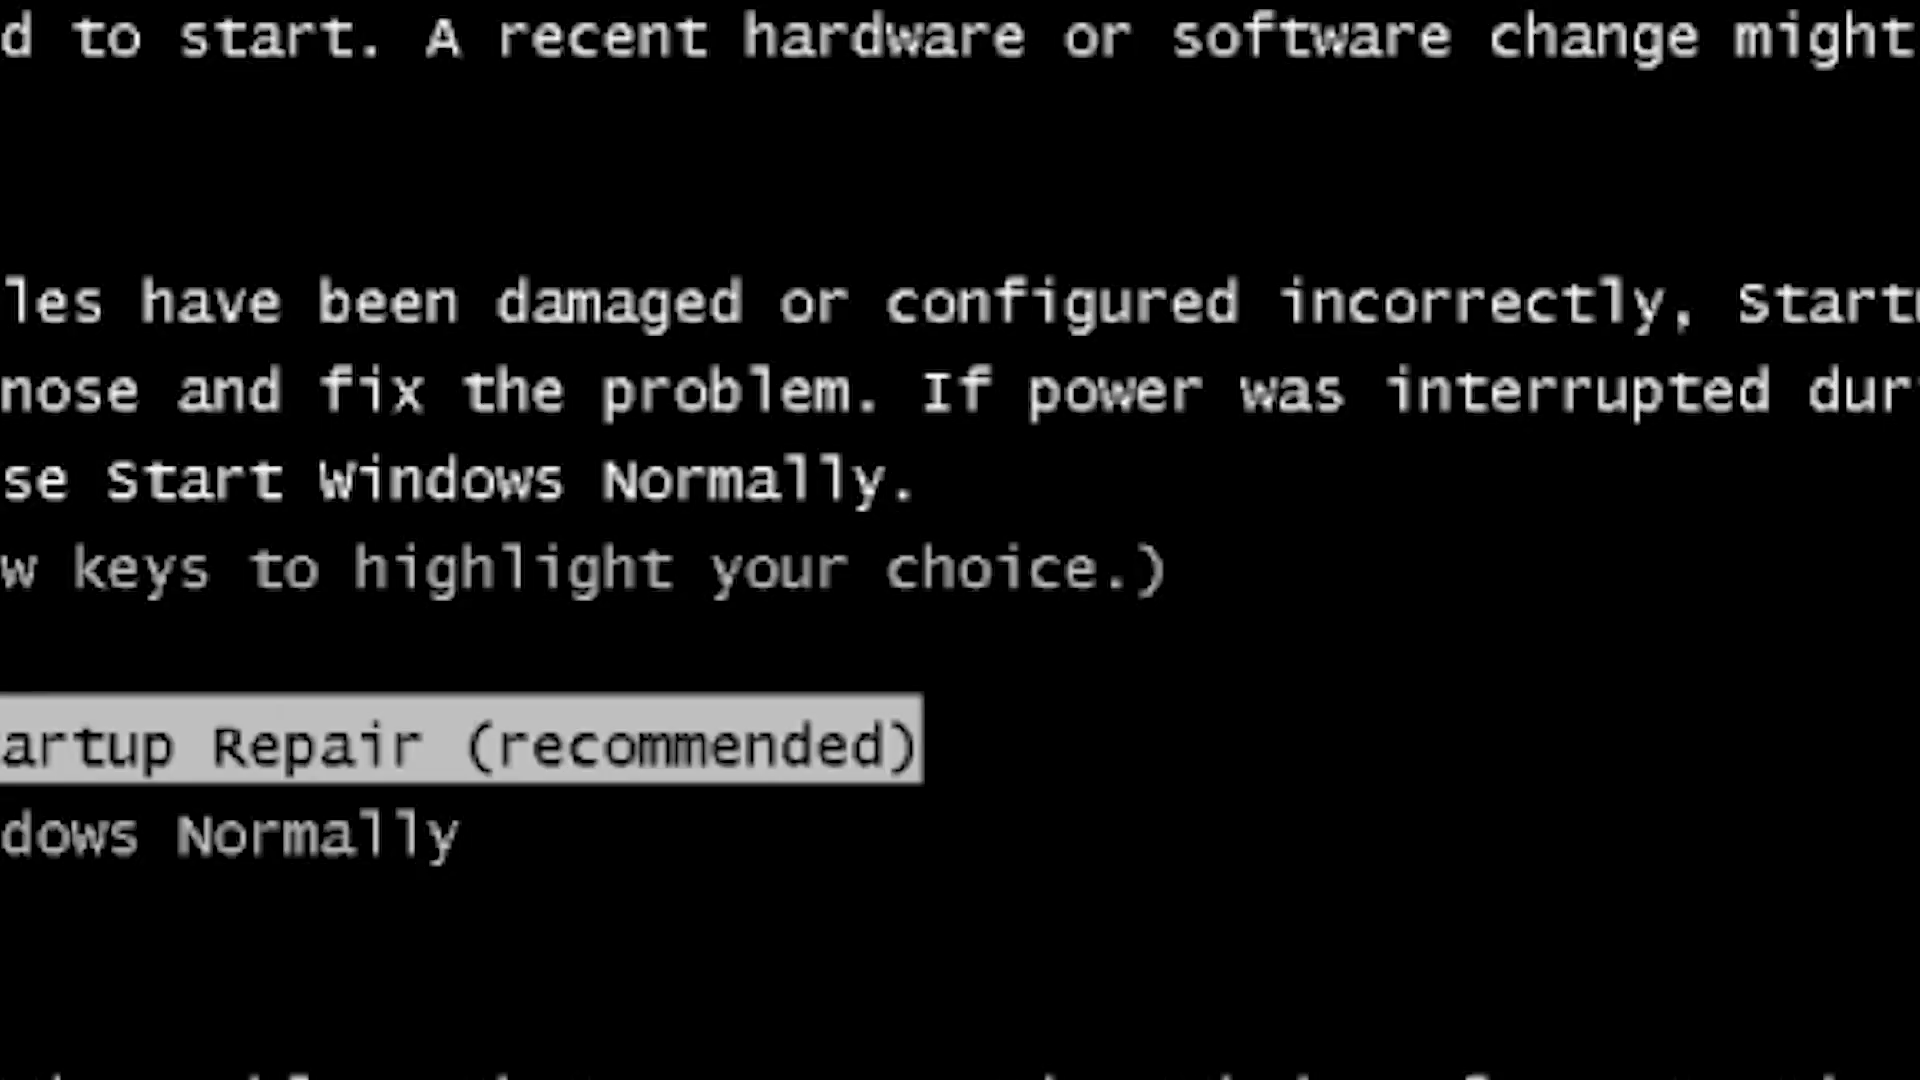 d to start. A recent hardware or software change might
les have been damaged or configured incorrectly, Start
nose and fix the problem. If power was interrupted dur
se Start Windows Normally.
w keys to highlight your choice.)
artup Repair (recommended)
dows Normally